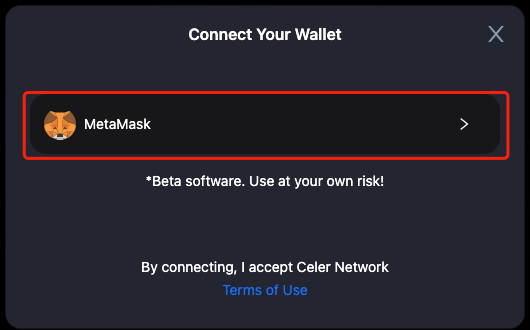 Connect Your Wallet
X
MetaMask
*Beta software. Use at your own risk!
By connecting, I accept Celer Network
Terms of Use